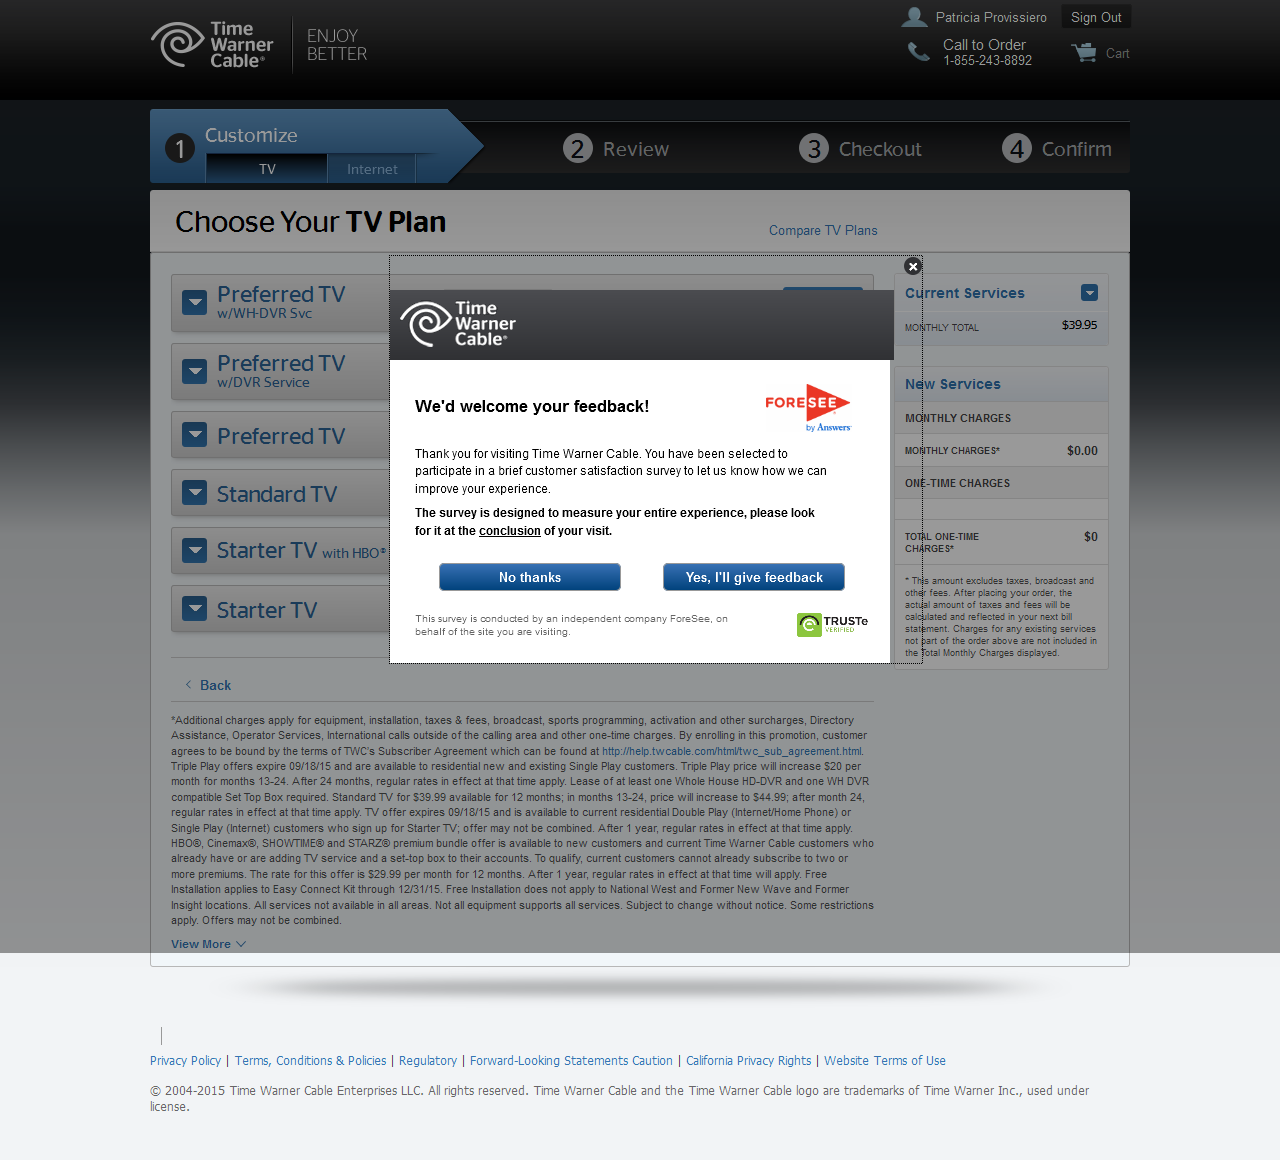 Time
Warner
Cable®
ENJOY
BETTER
Patricia Provissiero
Sign Out
Call to Order
1-855-243-8892
Cart
1
Customize
TV
Internet
2 Review
3 Checkout
4 Confirm
Choose Your TV Plan
Compare TV Plans
Preferred TV
w/WH-DVR Svc
Preferred TV
w/DVR Service
Preferred TV
Standard TV
Starter TV with HBO®
Starter TV
Time
Warner
Cable®
We'd welcome your feedback!
FORESEE
by Answers™
Thank you for visiting Time Warner Cable. You have been selected to
participate in a brief customer satisfaction survey to let us know how we can
improve your experience.
The survey is designed to measure your entire experience, please look
for it at the conclusion of your visit.
No thanks
Yes, I'll give feedback
This survey is conducted by an independent company ForeSee, on
behalf of the site you are visiting.
TRUSTe
VERIFIED
Current Services
MONTHLY TOTAL
$39.95
New Services
MONTHLY CHARGES
MONTHLY CHARGES*
$0.00
ONE-TIME CHARGES
TOTAL ONE-TIME
CHARGES*
$0
* This amount excludes taxes, broadcast and
other fees. After placing your order, the
actual amount of taxes and fees will be
calculated and reflected in your next bill
statement. Charges for any existing services
not part of the order above are not included in
the Total Monthly Charges displayed.
Back
*Additional charges apply for equipment, installation, taxes & fees, broadcast, sports programming, activation and other surcharges, Directory
Assistance, Operator Services, International calls outside of the calling area and other one-time charges. By enrolling in this promotion, customer
agrees to be bound by the terms of TWC's Subscriber Agreement which can be found at http://help.twcable.com/html/twc_sub_agreement.html.
Triple Play offers expire 09/18/15 and are available to residential new and existing Single Play customers. Triple Play price will increase $20 per
month for months 13-24. After 24 months, regular rates in effect at that time apply. Lease of at least one Whole House HD-DVR and one WH DVR
compatible Set Top Box required. Standard TV for $39.99 available for 12 months; in months 13-24, price will increase to $44.99; after month 24,
regular rates in effect at that time apply. TV offer expires 09/18/15 and is available to current residential Double Play (Internet/Home Phone) or
Single Play (Internet) customers who sign up for Starter TV; offer may not be combined. After 1 year, regular rates in effect at that time apply.
HBO®, Cinemax®, SHOWTIME® and STARZ® premium bundle offer is available to new customers and current Time Warner Cable customers who
already have or are adding TV service and a set-top box to their accounts. To qualify, current customers cannot already subscribe to two or
more premiums. The rate for this offer is $29.99 per month for 12 months. After 1 year, regular rates in effect at that time will apply. Free
Installation applies to Easy Connect Kit through 12/31/15. Free Installation does not apply to National West and Former New Wave and Former
Insight locations. All services not available in all areas. Not all equipment supports all services. Subject to change without notice. Some restrictions
apply. Offers may not be combined.
View More
Privacy Policy | Terms, Conditions & Policies | Regulatory | Forward-Looking Statements Caution | California Privacy Rights | Website Terms of Use
© 2004-2015 Time Warner Cable Enterprises LLC. All rights reserved. Time Warner Cable and the Time Warner Cable logo are trademarks of Time Warner Inc., used under
license.